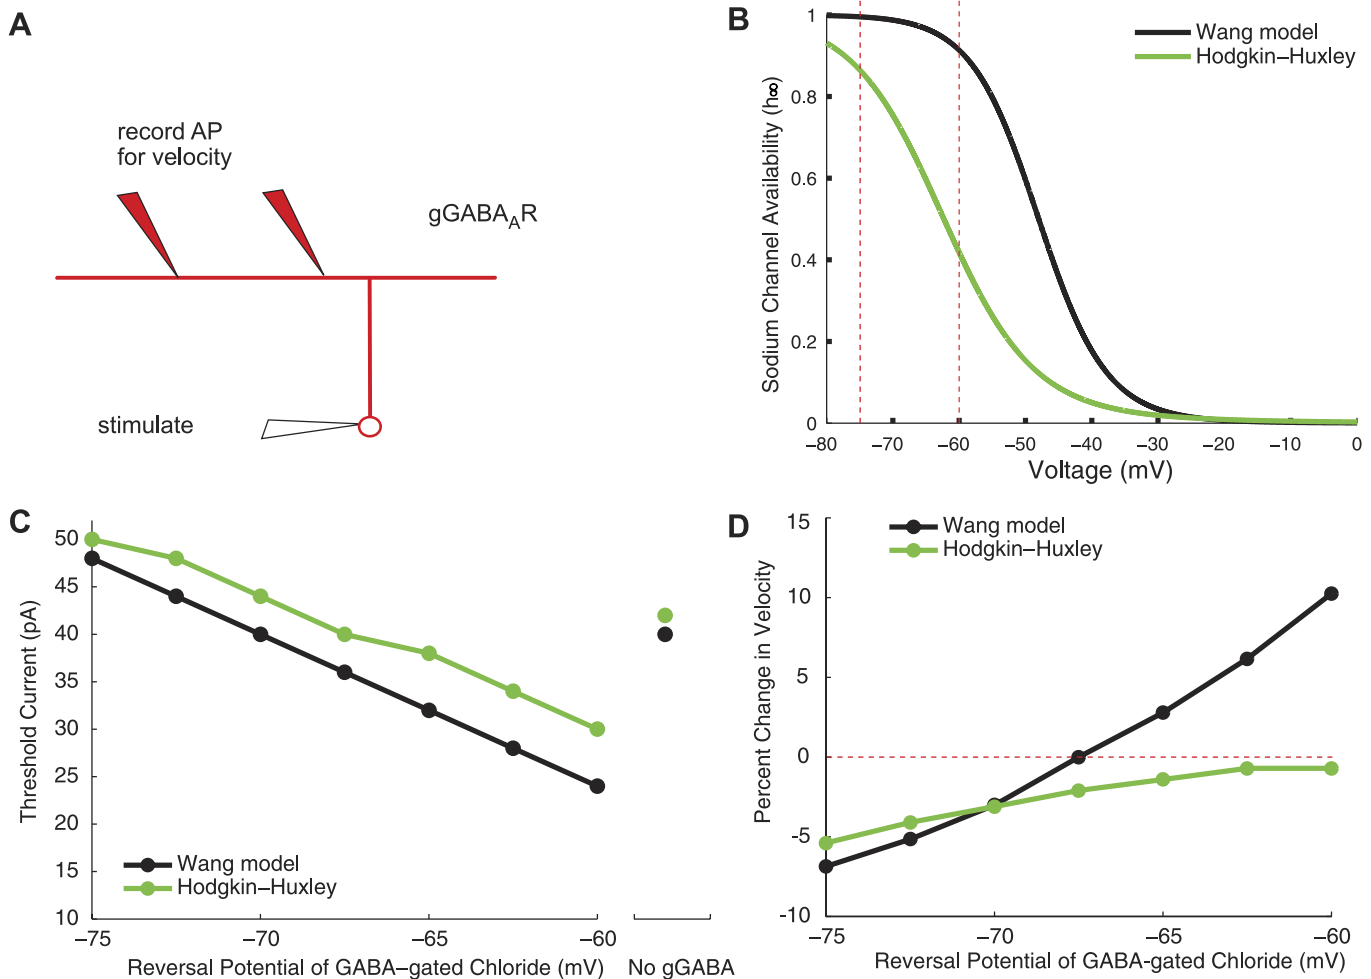 A
record AP
for velocity
gGABA_AR
stimulate
B
Wang model
Hodgkin–Huxley
Sodium Channel Availability (h∞)
1
0.8
0.6
0.4
0.2
0
−80
−70
−60
−50
−40
−30
−20
−10
0
Voltage (mV)
C
Threshold Current (pA)
50
45
40
35
30
25
20
15
10
Wang model
Hodgkin–Huxley
−75
−70
−65
−60
Reversal Potential of GABA–gated Chloride (mV)
No gGABA
D
Wang model
Hodgkin–Huxley
Percent Change in Velocity
15
10
5
0
-5
-10
−75
−70
−65
−60
Reversal Potential of GABA-gated Chloride (mV)